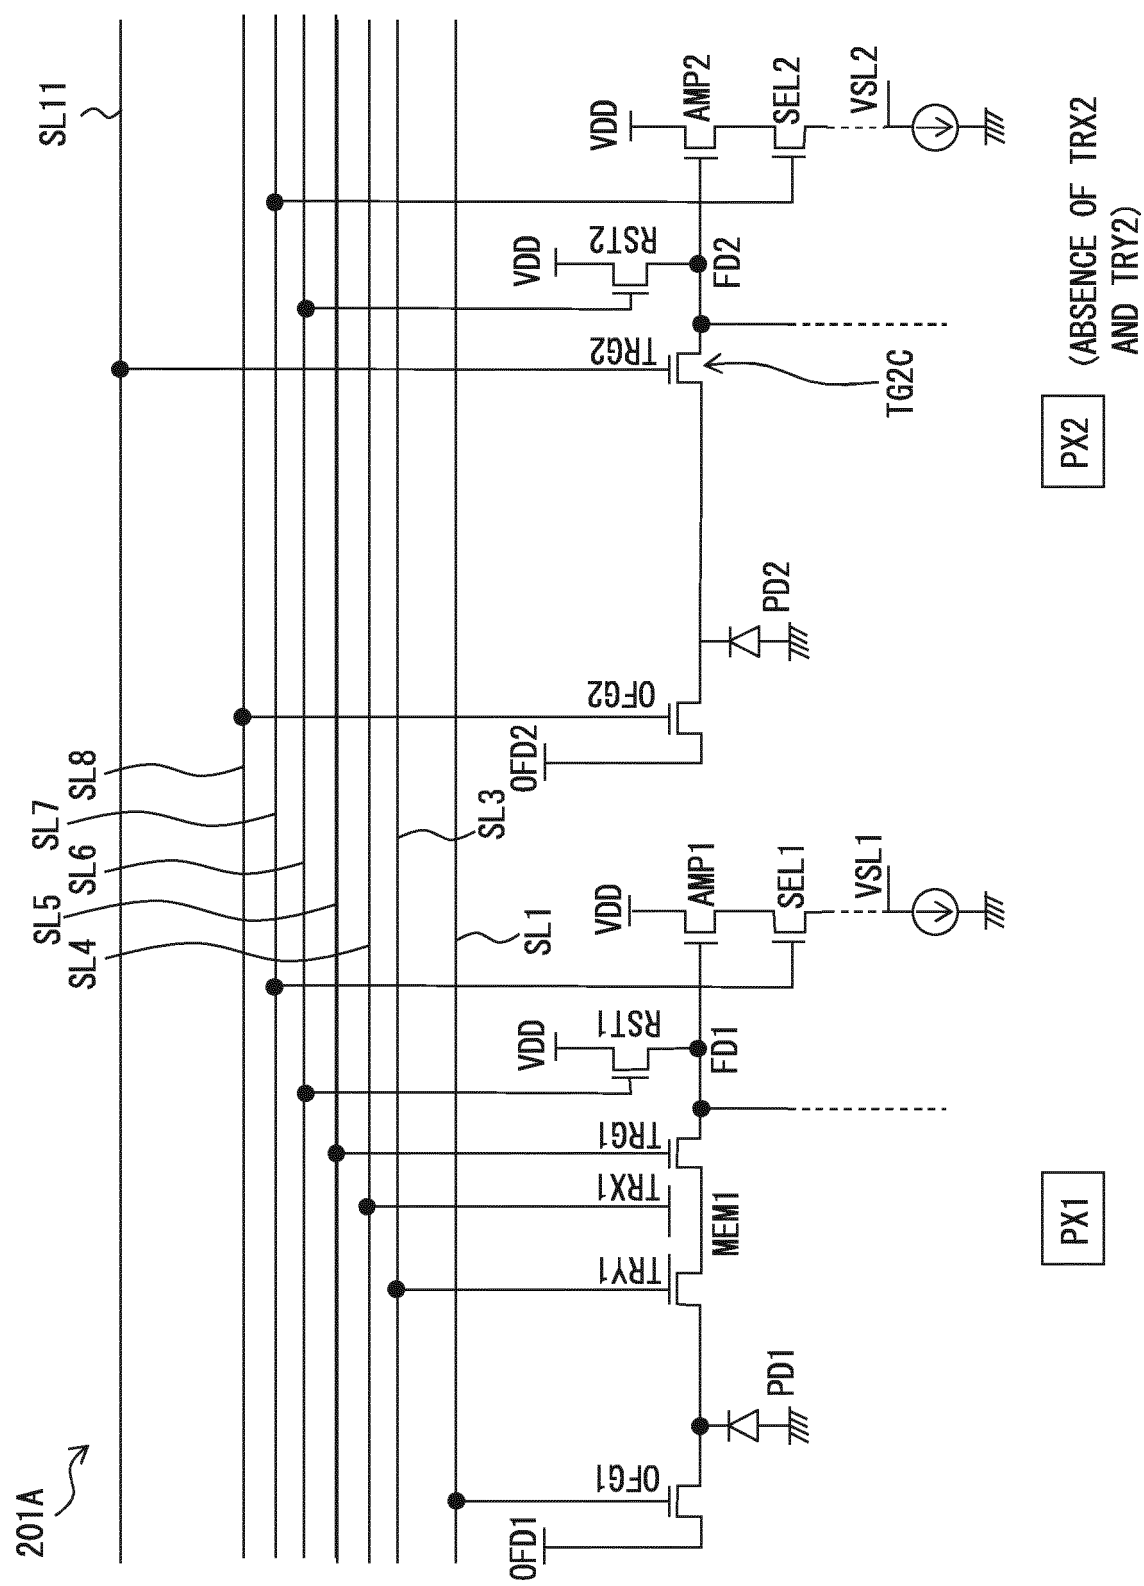 201A
SL11
SL8
SL7
SL6
SL5
SL4
SL3
SL1
OFD1
OFG1
PD1
TRY1
TRX1
MEM1
TRG1
VDD
RST1
FD1
VDD
AMP1
SEL1
VSL1
PX1
OFD2
OFG2
PD2
TRG2
TG2C
VDD
RST2
FD2
VDD
AMP2
SEL2
VSL2
PX2
(ABSENCE OF TRX2
AND TRY2)